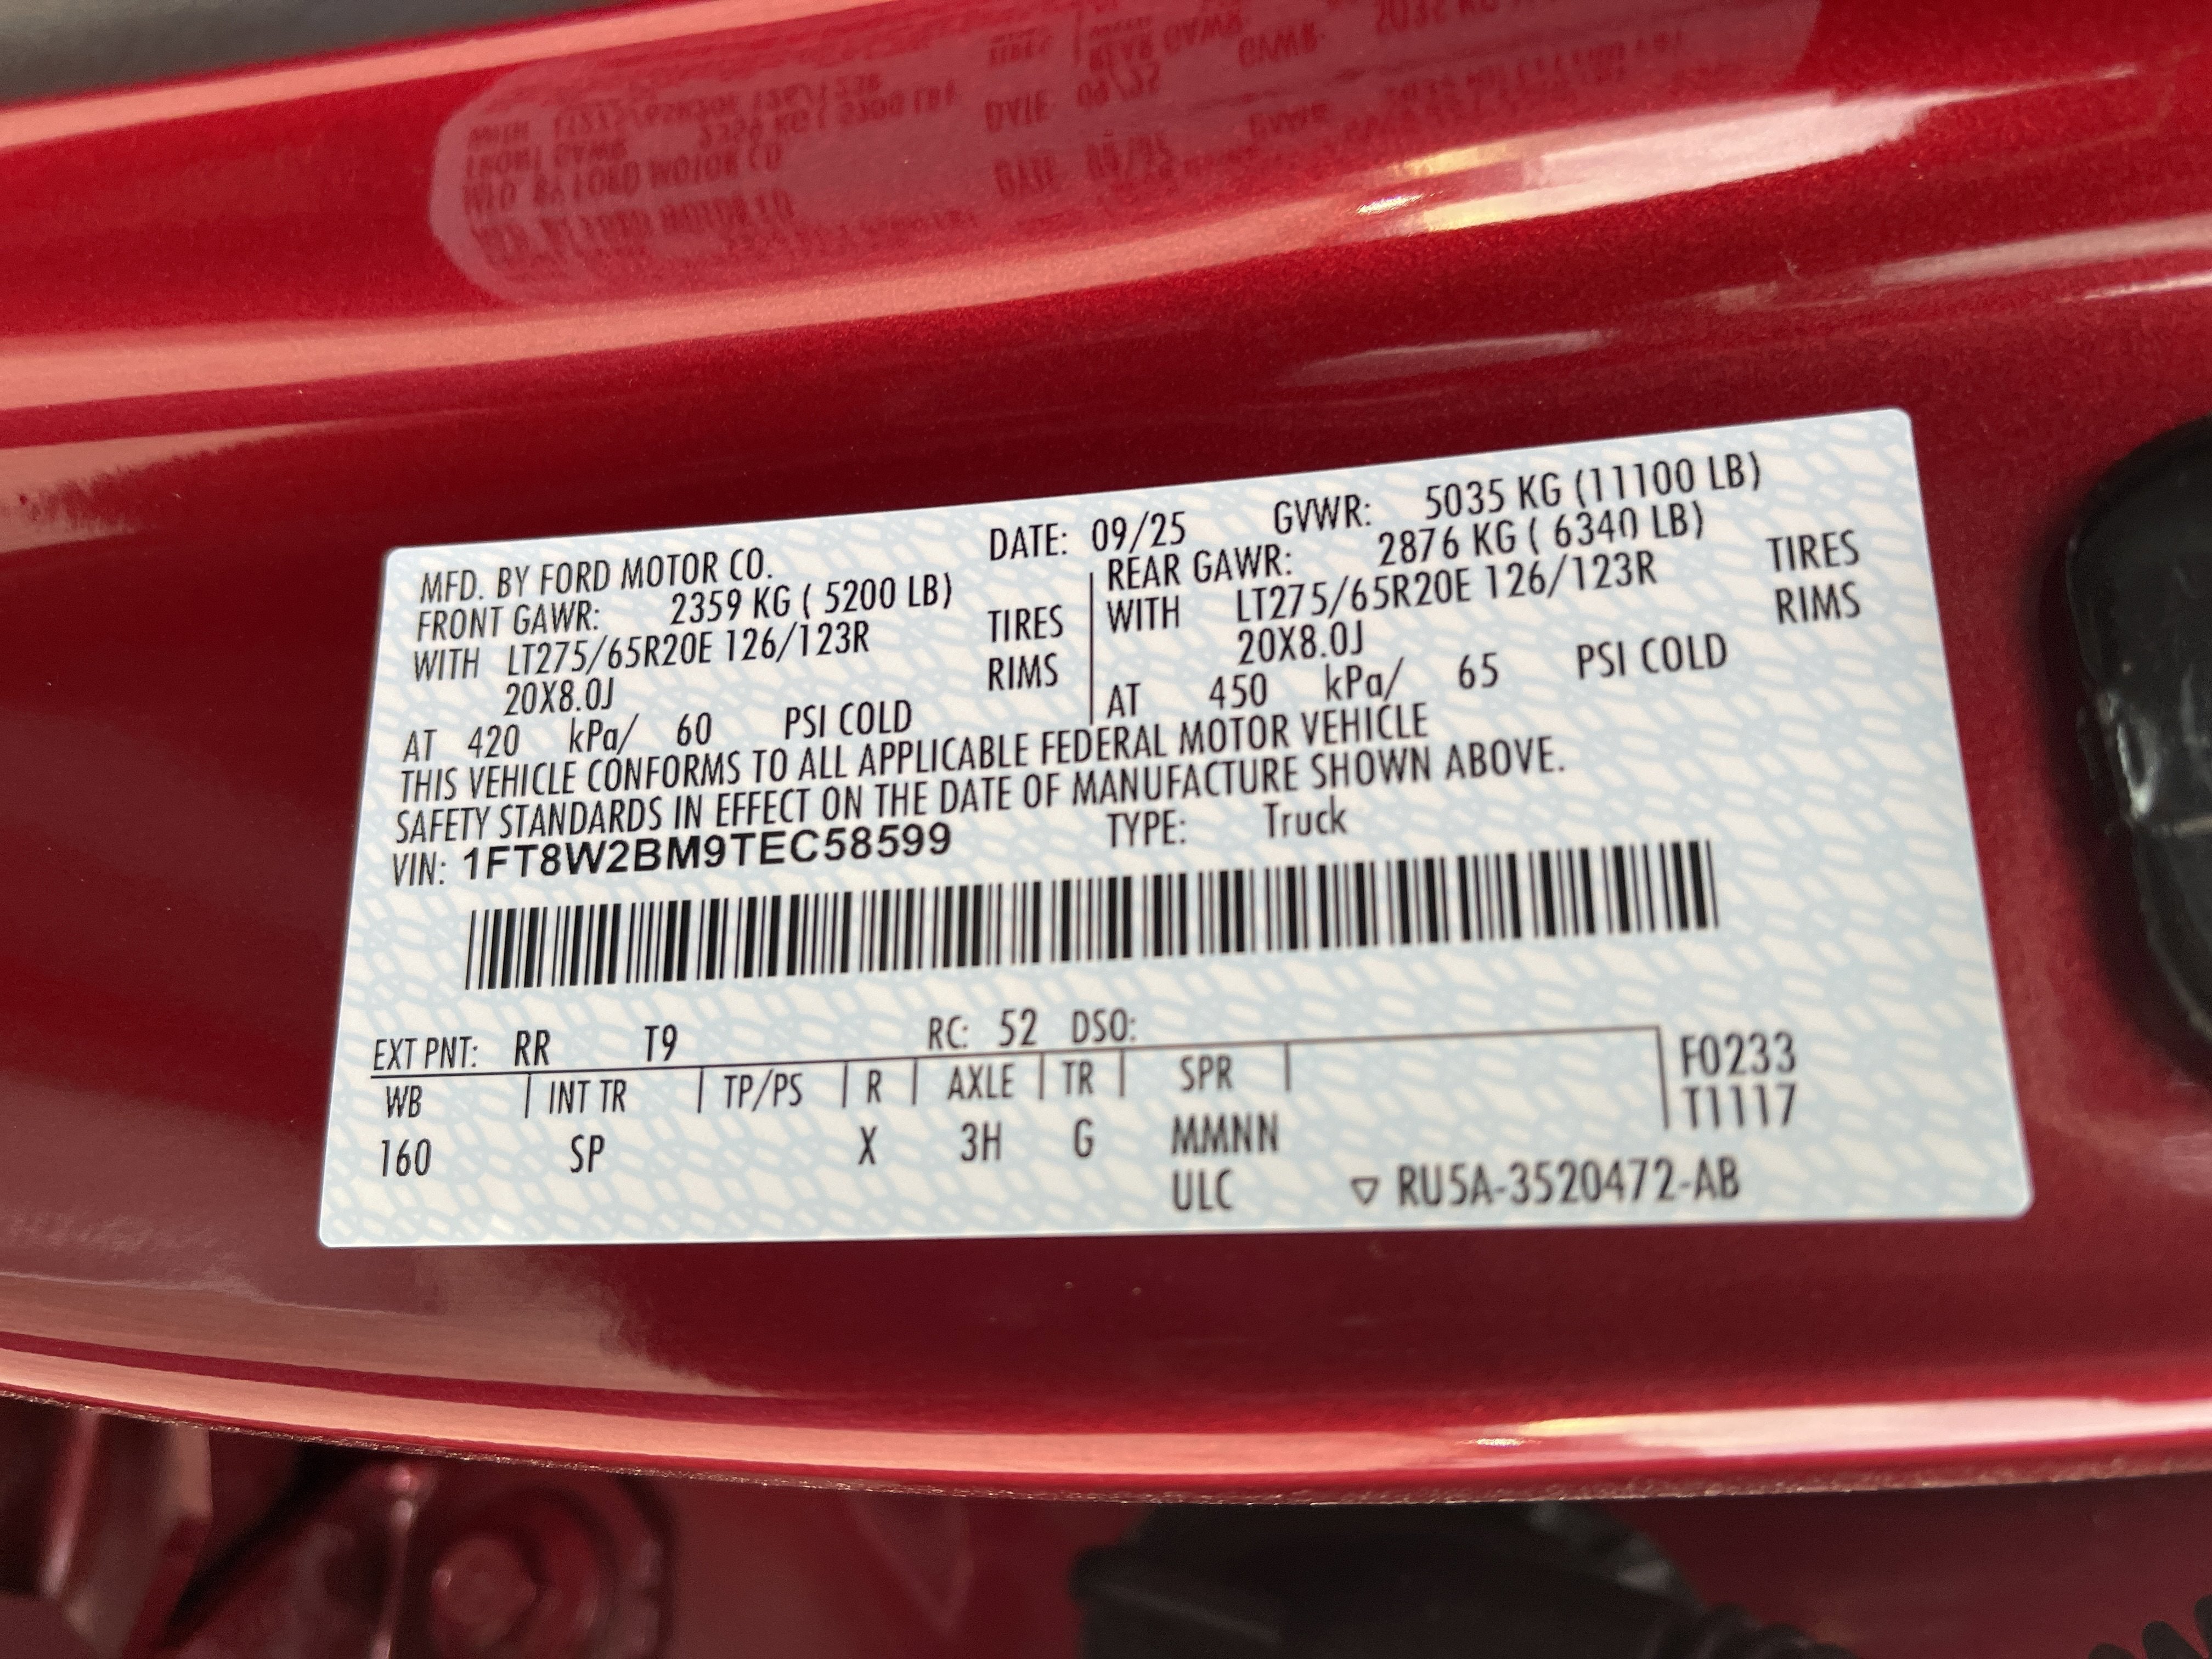 MFD. BY FORD MOTOR CO. DATE: 09/25 GVWR: 5035 KG (11100 LB)
FRONT GAWR: 2359 KG ( 5200 LB) REAR GAWR: 2876 KG ( 6340 LB)
WITH LT275/65R20E 126/123R TIRES WITH LT275/65R20E 126/123R TIRES
20X8.0J RIMS 20X8.0J RIMS
AT 420 kPa/ 60 PSI COLD AT 450 kPa/ 65 PSI COLD
THIS VEHICLE CONFORMS TO ALL APPLICABLE FEDERAL MOTOR VEHICLE
SAFETY STANDARDS IN EFFECT ON THE DATE OF MANUFACTURE SHOWN ABOVE.
VIN: 1FT8W2BM9TEC58599 TYPE: Truck
EXT PNT: RR T9 RC: 52 DSO:
WB INT TR TP/PS R AXLE TR SPR F0233
T1117
160 SP X 3H G MMNN
ULC ▽ RU5A-3520472-AB